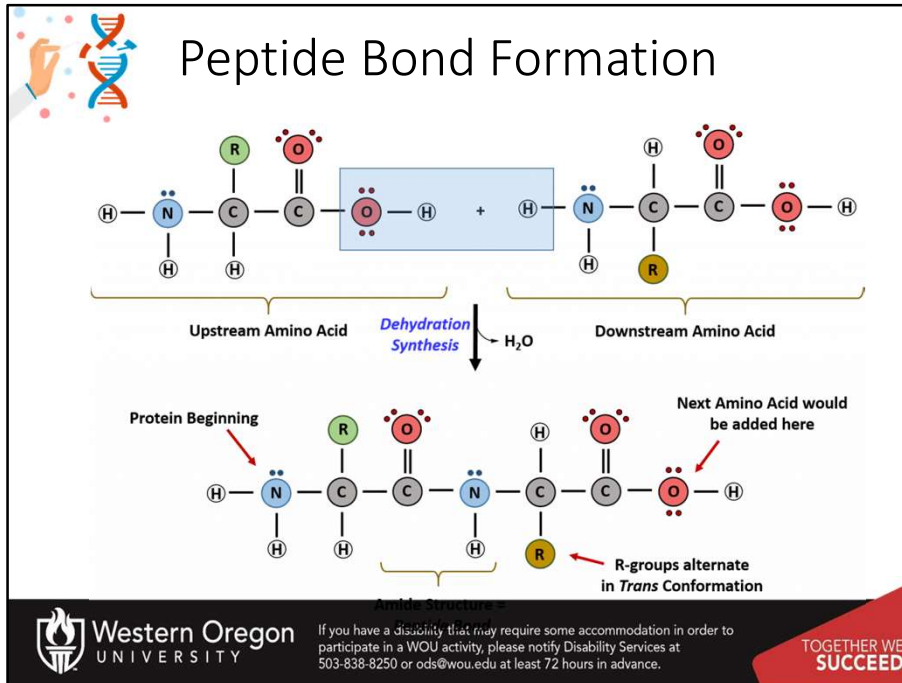 Peptide Bond Formation
R O H O
H N C C O H + H N C C O H
H H H R
Upstream Amino Acid
Dehydration
Synthesis
H₂O
Downstream Amino Acid
Protein Beginning
Next Amino Acid would
be added here
R O H O
H N C C N C C O H
H H H R
R-groups alternate
in Trans Conformation
Amide Structure =
Peptide Bond
Western Oregon
UNIVERSITY
If you have a disability that may require some accommodation in order to
participate in a WOU activity, please notify Disability Services at
503-838-8250 or ods@wou.edu at least 72 hours in advance.
TOGETHER WE
SUCCEED